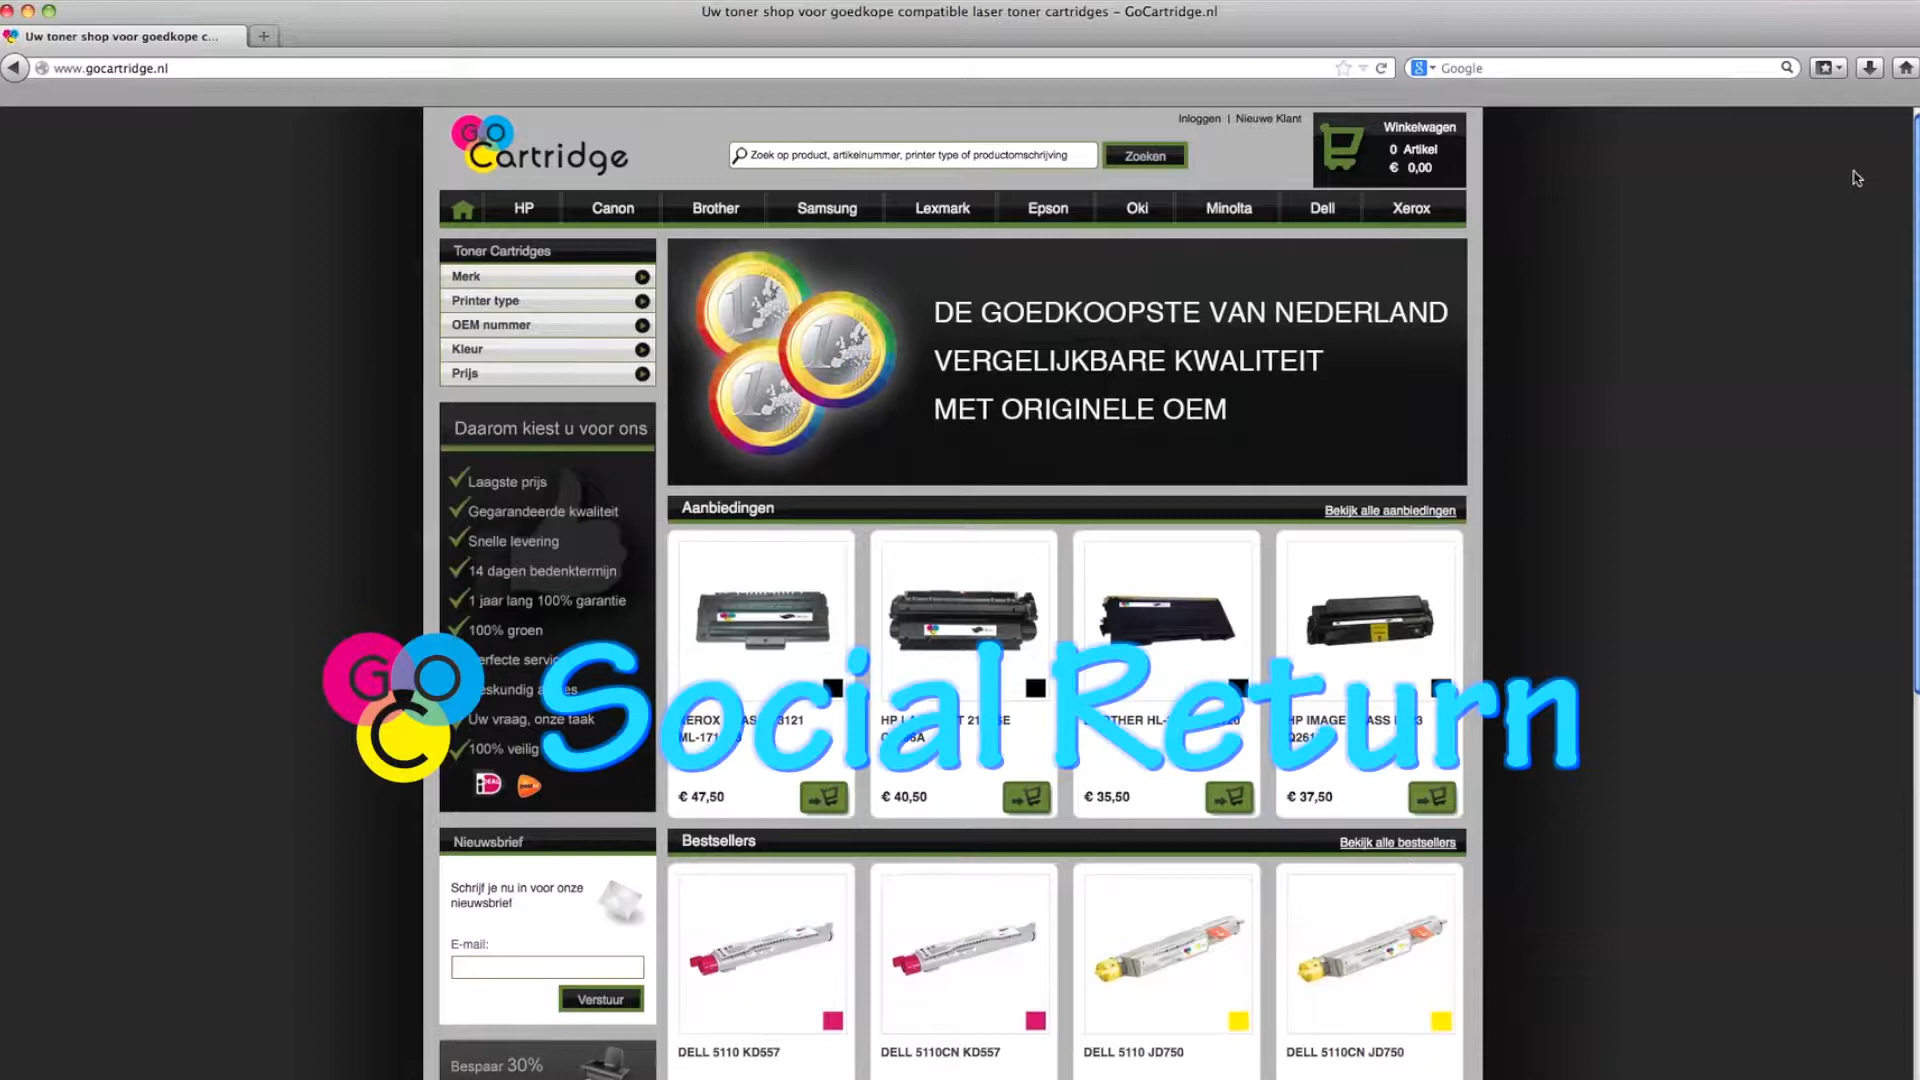 Uw toner shop voor goedkope compatible laser toner cartridges – GoCartridge.nl
Uw toner shop voor goedkope c...
www.gocartridge.nl
Google
GO
Cartridge
Inloggen | Nieuwe Klant
Zoek op product, artikelnummer, printer type of productomschrijving
Zoeken
Winkelwagen
0 Artikel
€ 0,00
HP Canon Brother Samsung Lexmark Epson Oki Minolta Dell Xerox
Toner Cartridges
Merk
Printer type
OEM nummer
Kleur
Prijs
DE GOEDKOOPSTE VAN NEDERLAND
VERGELIJKBARE KWALITEIT
MET ORIGINELE OEM
Daarom kiest u voor ons
Laagste prijs
Gegarandeerde kwaliteit
Snelle levering
14 dagen bedenktermijn
1 jaar lang 100% garantie
100% groen
Uw vraag, onze taak
100% veilig
Aanbiedingen
Bekijk alle aanbiedingen
GO
C
Social Return
€ 47,50
€ 40,50
€ 35,50
€ 37,50
Bestsellers
Bekijk alle bestsellers
Nieuwsbrief
Schrijf je nu in voor onze
nieuwsbrief
E-mail:
Verstuur
DELL 5110 KD557
DELL 5110CN KD557
DELL 5110 JD750
DELL 5110CN JD750
Bespaar 30%